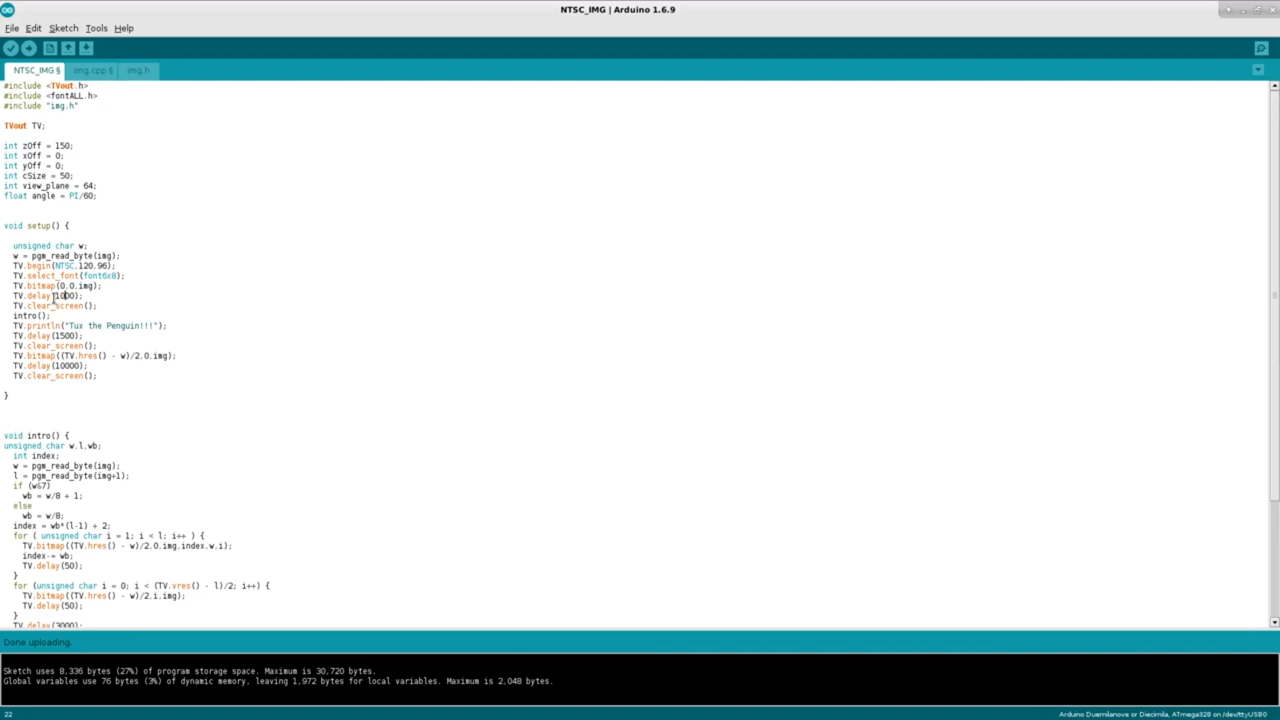 NTSC_IMG | Arduino 1.6.9
File Edit Sketch Tools Help
NTSC_IMG § img.cpp § img.h
#include <TVout.h>
#include <fontALL.h>
#include "img.h"
TVout TV;
int zOff = 150;
int xOff = 0;
int yOff = 0;
int cSize = 50;
int view_plane = 64;
float angle = PI/60;
void setup() {
unsigned char w;
w = pgm_read_byte(img);
TV.begin(NTSC,120,96);
TV.select_font(font6x8);
TV.bitmap(0,0,img);
TV.delay(1000);
TV.clear_screen();
intro();
TV.println("Tux the Penguin!!!");
TV.delay(1500);
TV.clear_screen();
TV.bitmap((TV.hres() - w)/2,0,img);
TV.delay(10000);
TV.clear_screen();
}
void intro() {
unsigned char w,l,wb;
int index;
w = pgm_read_byte(img);
l = pgm_read_byte(img+1);
if (w&7)
wb = w/8 + 1;
else
wb = w/8;
index = wb*(l-1) + 2;
for ( unsigned char i = 1; i < l; i++ ) {
TV.bitmap((TV.hres() - w)/2,0,img,index,w,i);
index-= wb;
TV.delay(50);
}
for (unsigned char i = 0; i < (TV.vres() - l)/2; i++) {
TV.bitmap((TV.hres() - w)/2,i,img);
TV.delay(50);
}
TV.delay(3000);
Done uploading.
Sketch uses 8,336 bytes (27%) of program storage space. Maximum is 30,720 bytes.
Global variables use 76 bytes (3%) of dynamic memory, leaving 1,972 bytes for local variables. Maximum is 2,048 bytes.
22 Arduino Duemilanove or Diecimila, ATmega328 on /dev/ttyUSB0